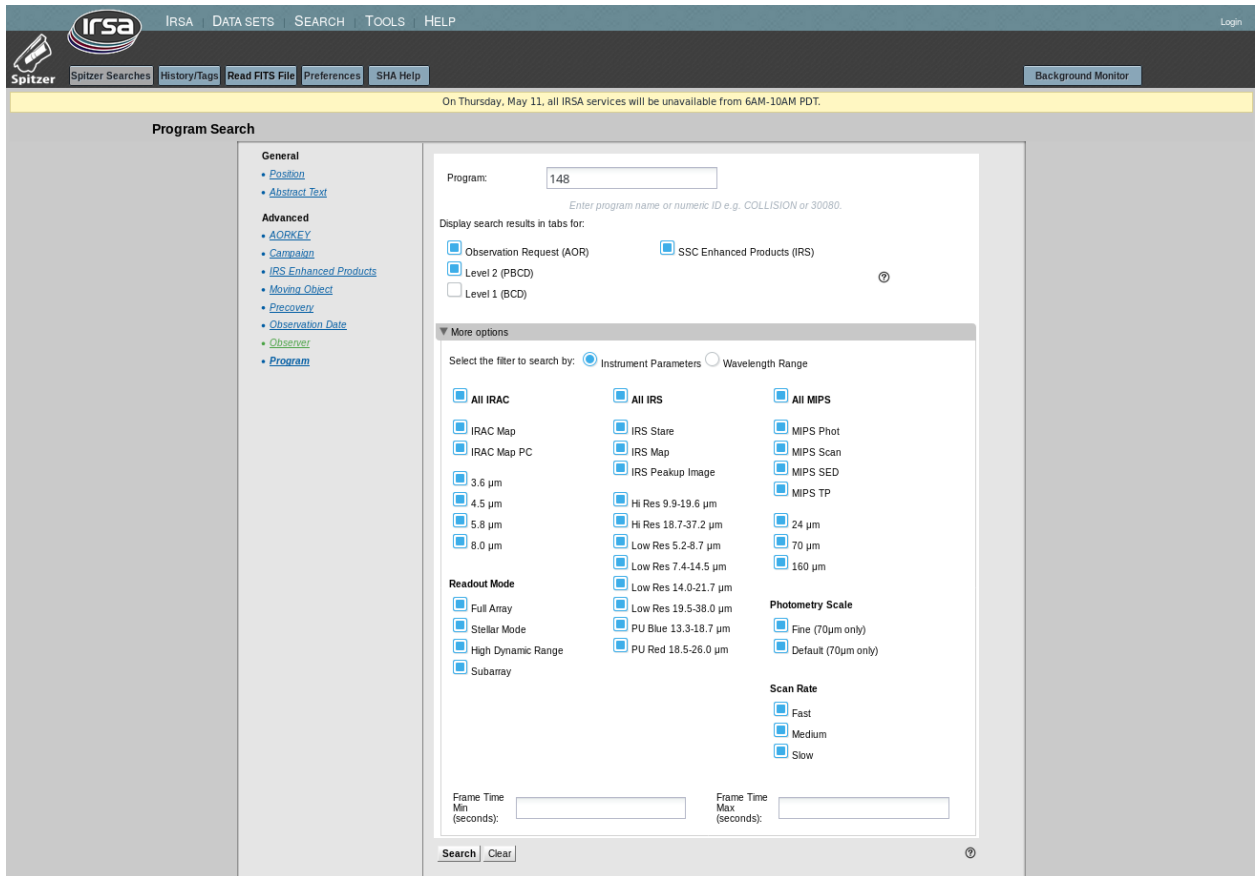 irsa IRSA DATA SETS SEARCH TOOLS HELP Login
Spitzer Spitzer Searches History/Tags Read FITS File Preferences SHA Help Background Monitor
On Thursday, May 11, all IRSA services will be unavailable from 6AM-10AM PDT.
Program Search
General
• Position
• Abstract Text
Advanced
• AORKEY
• Campaign
• IRS Enhanced Products
• Moving Object
• Precovery
• Observation Date
• Observer
• Program
Program: 148
Enter program name or numeric ID e.g. COLLISION or 30080.
Display search results in tabs for:
Observation Request (AOR) SSC Enhanced Products (IRS)
Level 2 (PBCD)
Level 1 (BCD)
More options
Select the filter to search by: Instrument Parameters Wavelength Range
All IRAC
IRAC Map
IRAC Map PC
3.6 µm
4.5 µm
5.8 µm
8.0 µm
Readout Mode
Full Array
Stellar Mode
High Dynamic Range
Subarray
All IRS
IRS Stare
IRS Map
IRS Peakup Image
Hi Res 9.9-19.6 µm
Hi Res 18.7-37.2 µm
Low Res 5.2-8.7 µm
Low Res 7.4-14.5 µm
Low Res 14.0-21.7 µm
Low Res 19.5-38.0 µm
PU Blue 13.3-18.7 µm
PU Red 18.5-26.0 µm
All MIPS
MIPS Phot
MIPS Scan
MIPS SED
MIPS TP
24 µm
70 µm
160 µm
Photometry Scale
Fine (70µm only)
Default (70µm only)
Scan Rate
Fast
Medium
Slow
Frame Time
Min
(seconds):
Frame Time
Max
(seconds):
Search Clear